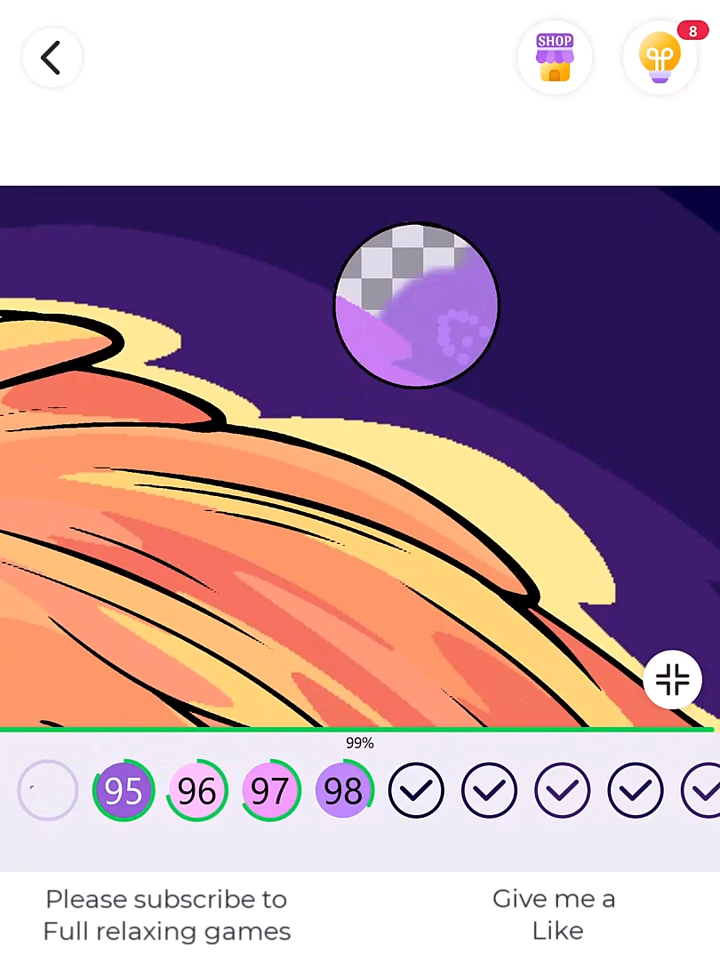 SHOP
8
99%
95 96 97 98
Please subscribe to
Full relaxing games
Give me a
Like